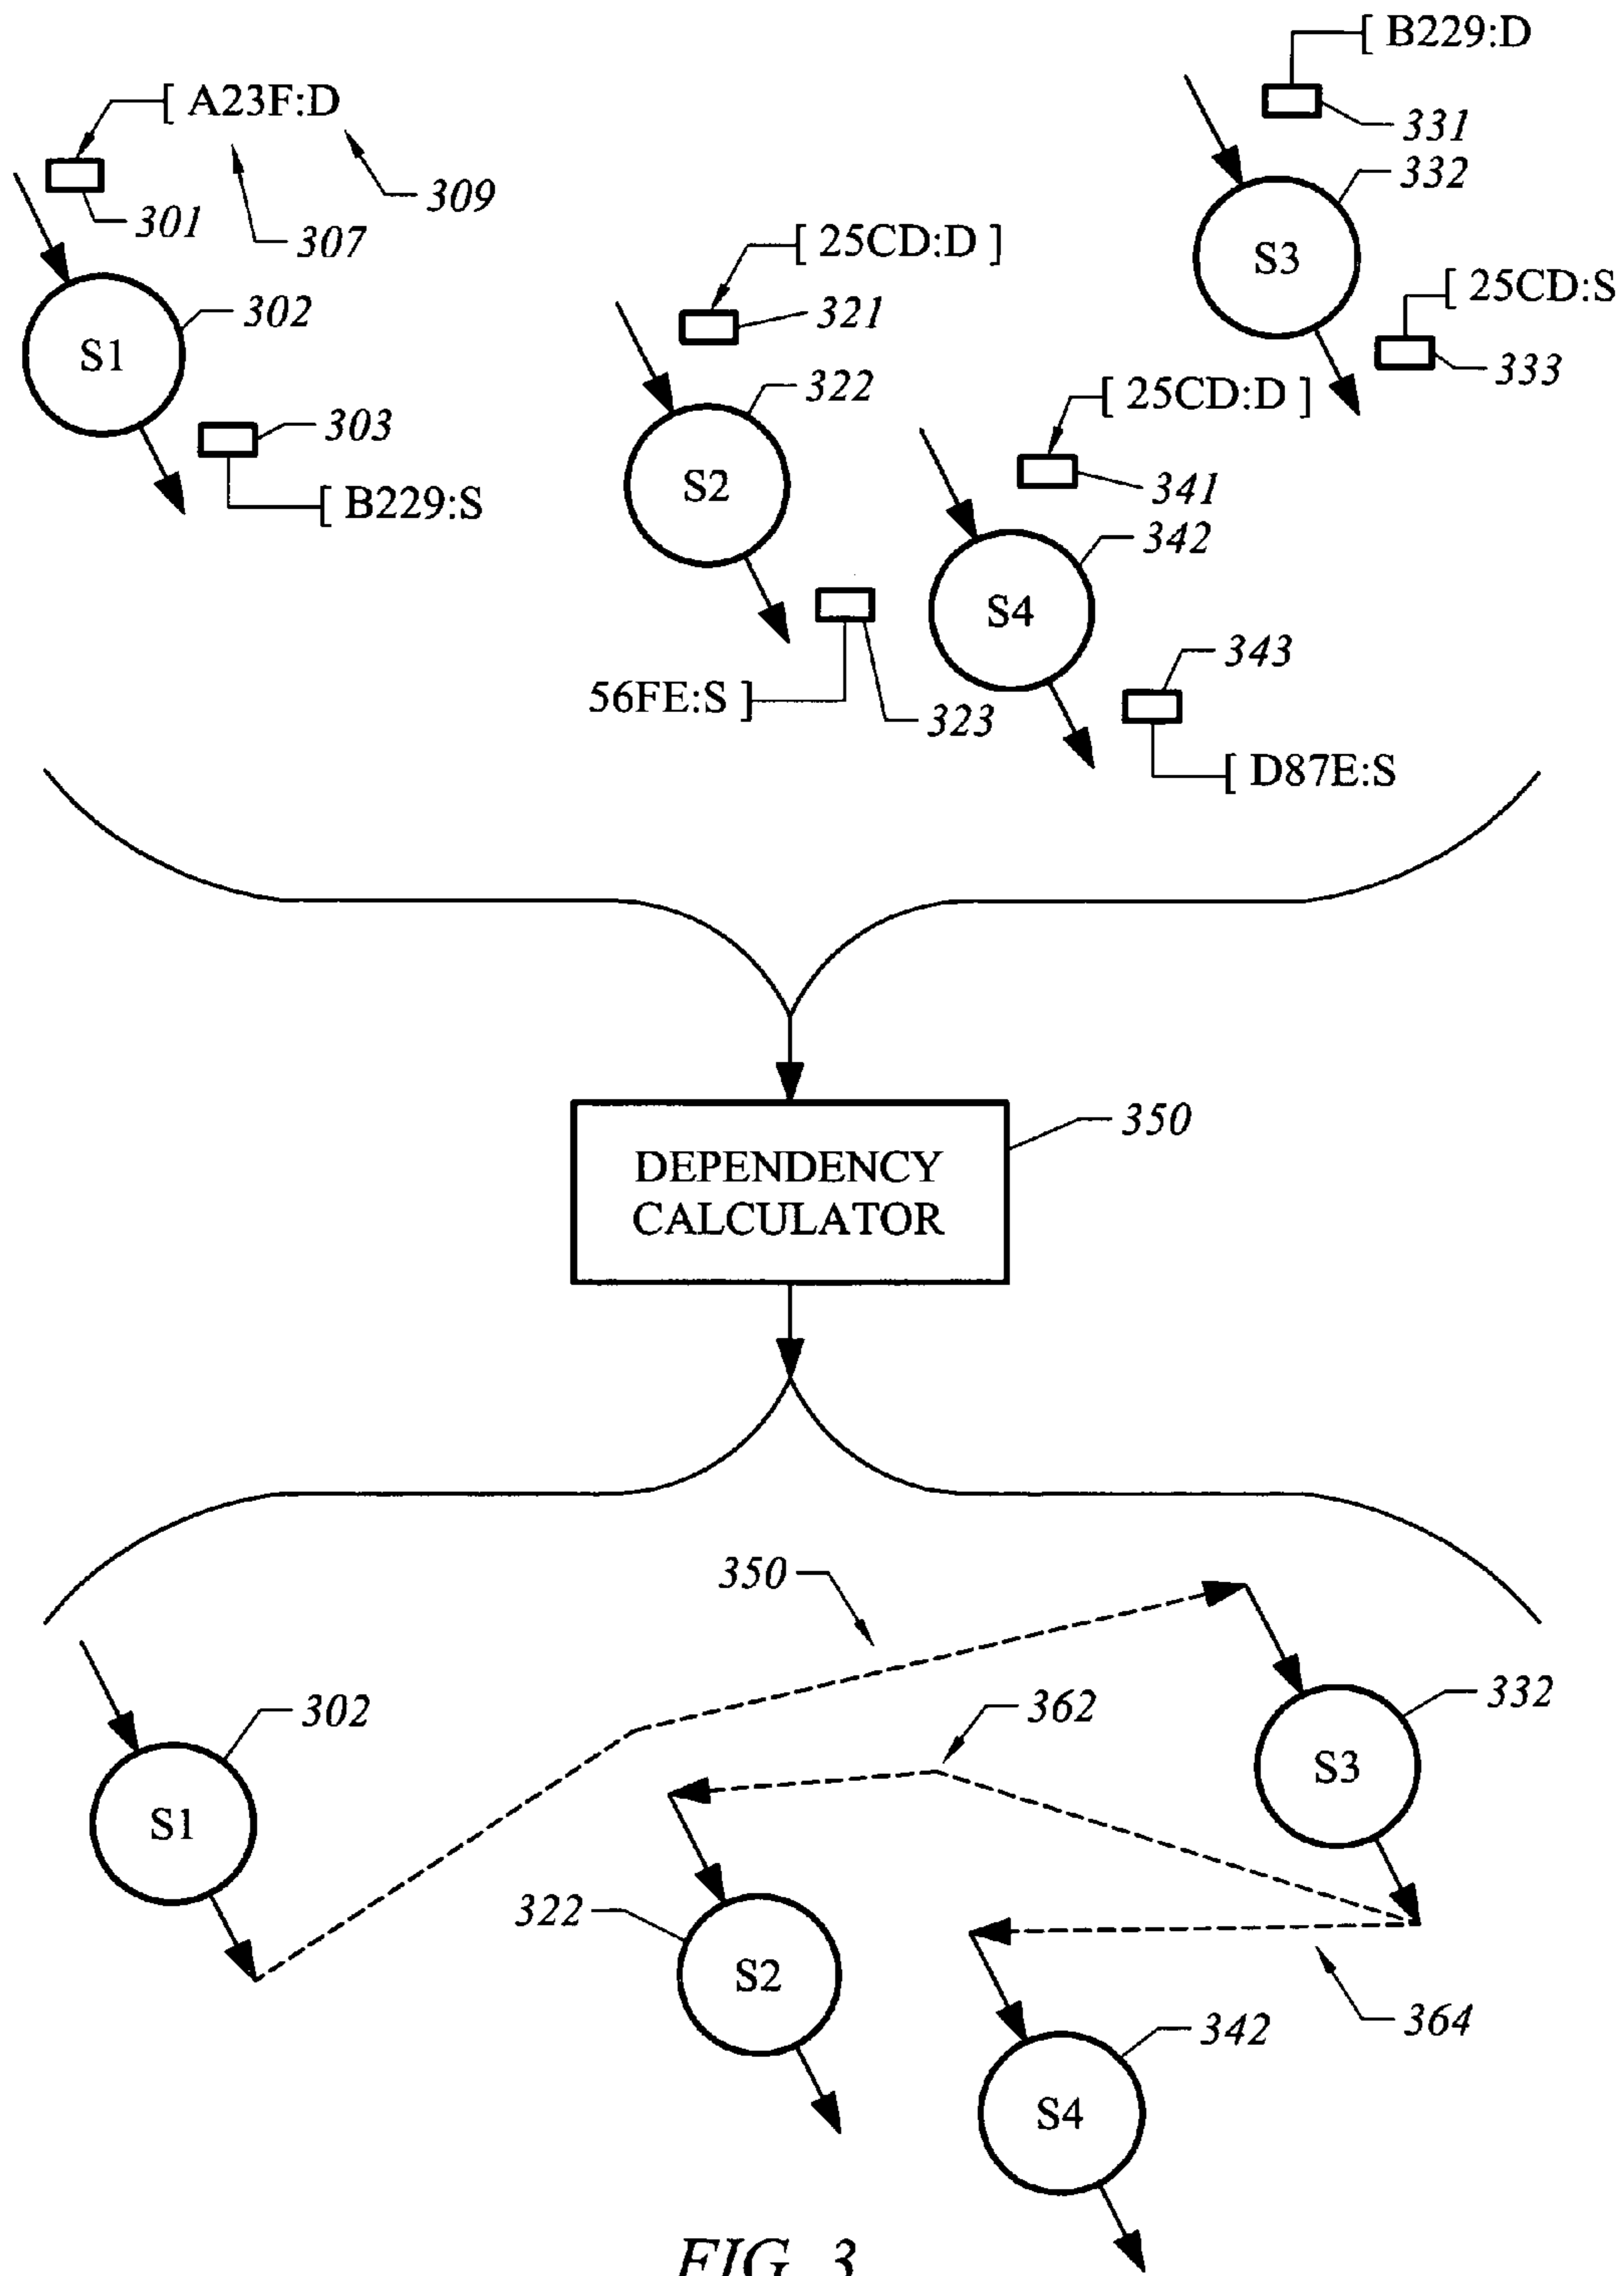 [ B229:D
331
[ A23F:D
332
309
301
307
S3
[ 25CD:D ]
[ 25CD:S
302
321
333
S1
322
[ 25CD:D ]
303
S2
341
[ B229:S
342
S4
343
56FE:S ]
323
[ D87E:S
350
DEPENDENCY
CALCULATOR
350
302
362
332
S3
S1
322
S2
364
342
S4
FIG. 3